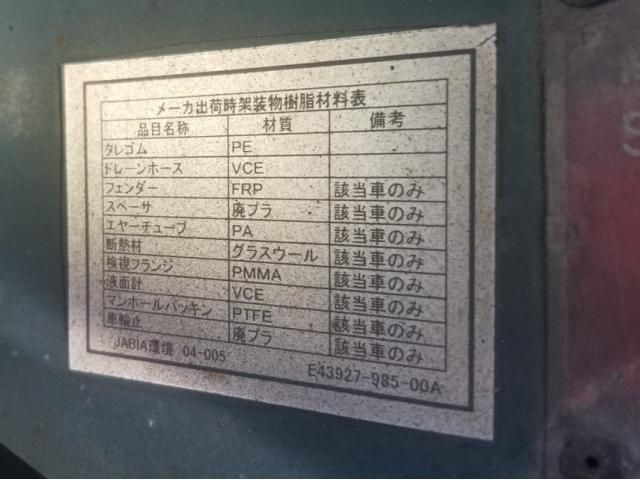 メーカ出荷時架装物樹脂材料表
品目名称 材質 備考
タレゴム PE
ドレーンホース VCE
フェンダー FRP 該当車のみ
スペーサ 廃プラ 該当車のみ
エヤーチューブ PA 該当車のみ
断熱材 グラスウール 該当車のみ
検視フランジ PMMA 該当車のみ
液面計 VCE 該当車のみ
マンホールパッキン PTFE 該当車のみ
車輪止 廃プラ 該当車のみ
JABIA環境 04-005 E43927-985-00A
S